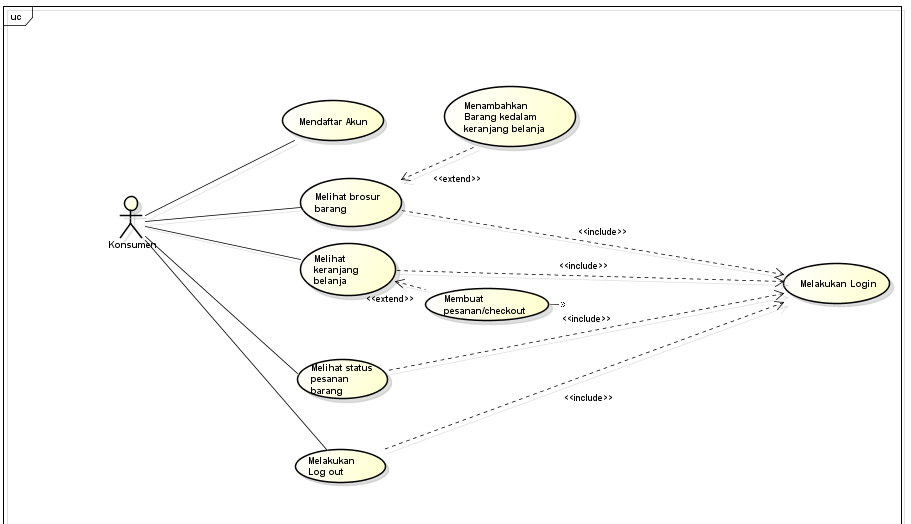 uc
Menambahkan
Barang kedalam
keranjang belanja
Mendaftar Akun
<<extend>>
Melihat brosur
barang
<<include>>
Konsumen
Melihat
keranjang
belanja
<<include>>
Melakukan Login
<<extend>>
Membuat
pesanan/checkout
<<include>>
Melihat status
pesanan
barang
<<include>>
Melakukan
Log out